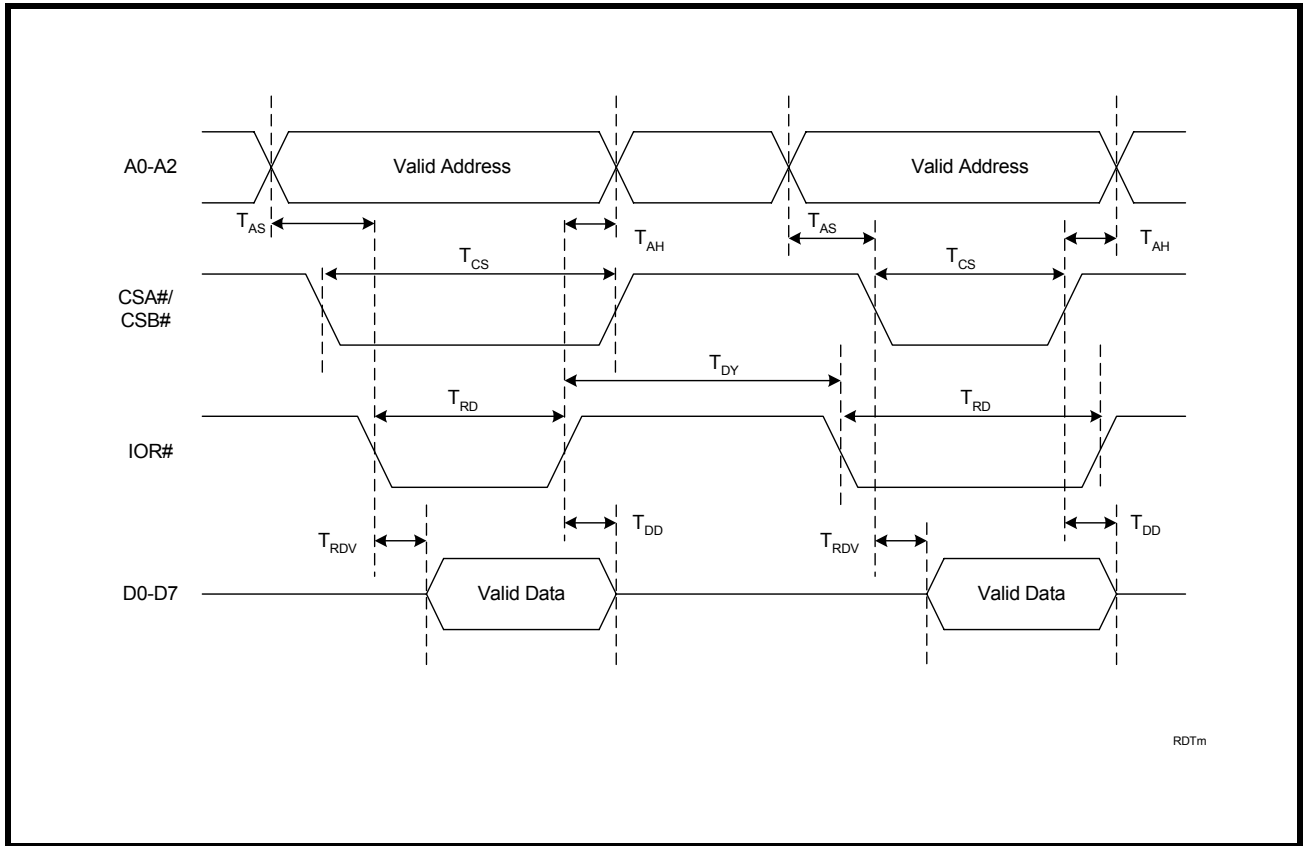 A0-A2
Valid Address
Valid Address
TAS
TAH
TAS
TAH
TCS
TCS
CSA#/
CSB#
TDY
TRD
TRD
IOR#
TRDV
TDD
TRDV
TDD
D0-D7
Valid Data
Valid Data
RDTm